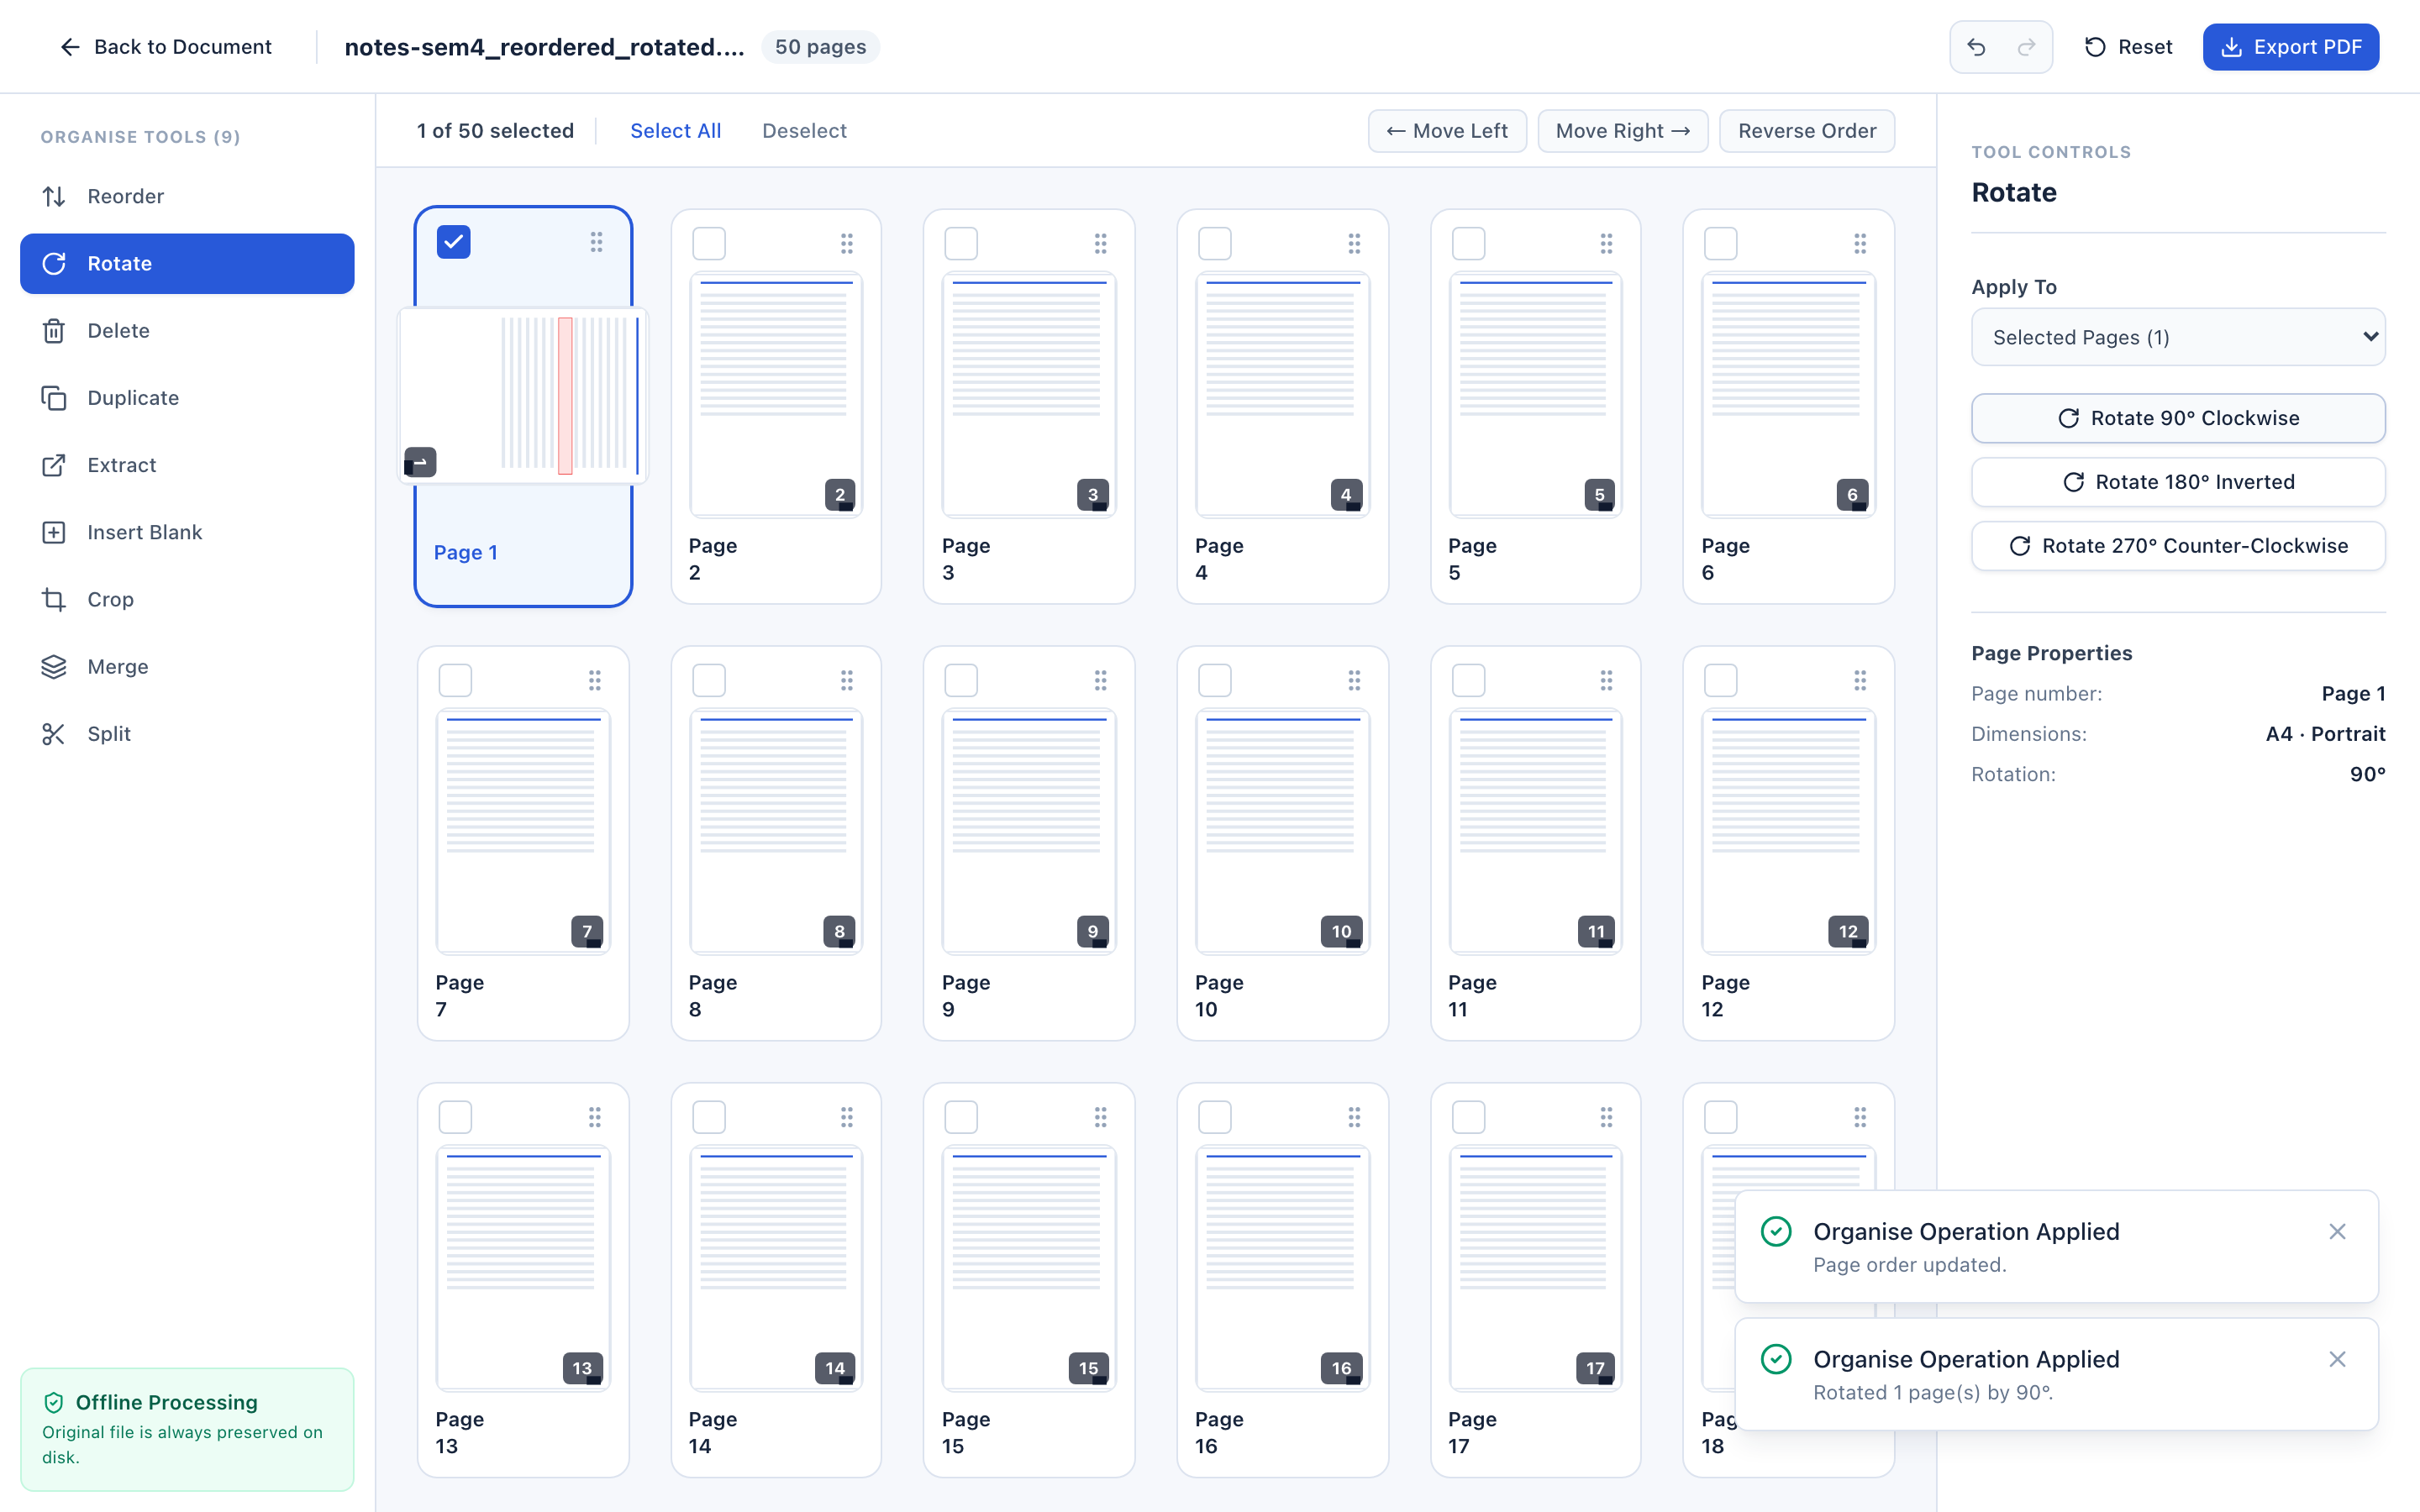 Back to Document
notes-sem4_reordered_rotated....
50 pages
Reset
Export PDF
ORGANISE TOOLS (9)
Reorder
Rotate
Delete
Duplicate
Extract
Insert Blank
Crop
Merge
Split
Offline Processing
Original file is always preserved on
disk.
1 of 50 selected
Select All
Deselect
← Move Left
Move Right →
Reverse Order
1
Page 1
2
Page
2
3
Page
3
4
Page
4
5
Page
5
6
Page
6
7
Page
7
8
Page
8
9
Page
9
10
Page
10
11
Page
11
12
Page
12
13
Page
13
14
Page
14
15
Page
15
16
Page
16
17
Page
17
Pag
18
TOOL CONTROLS
Rotate
Apply To
Selected Pages (1)
Rotate 90° Clockwise
Rotate 180° Inverted
Rotate 270° Counter-Clockwise
Page Properties
Page number:
Page 1
Dimensions:
A4 · Portrait
Rotation:
90°
Organise Operation Applied
Page order updated.
Organise Operation Applied
Rotated 1 page(s) by 90°.